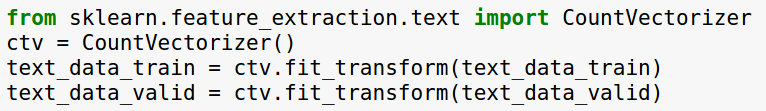 from sklearn.feature_extraction.text import CountVectorizer
ctv = CountVectorizer()
text_data_train = ctv.fit_transform(text_data_train)
text_data_valid = ctv.fit_transform(text_data_valid)